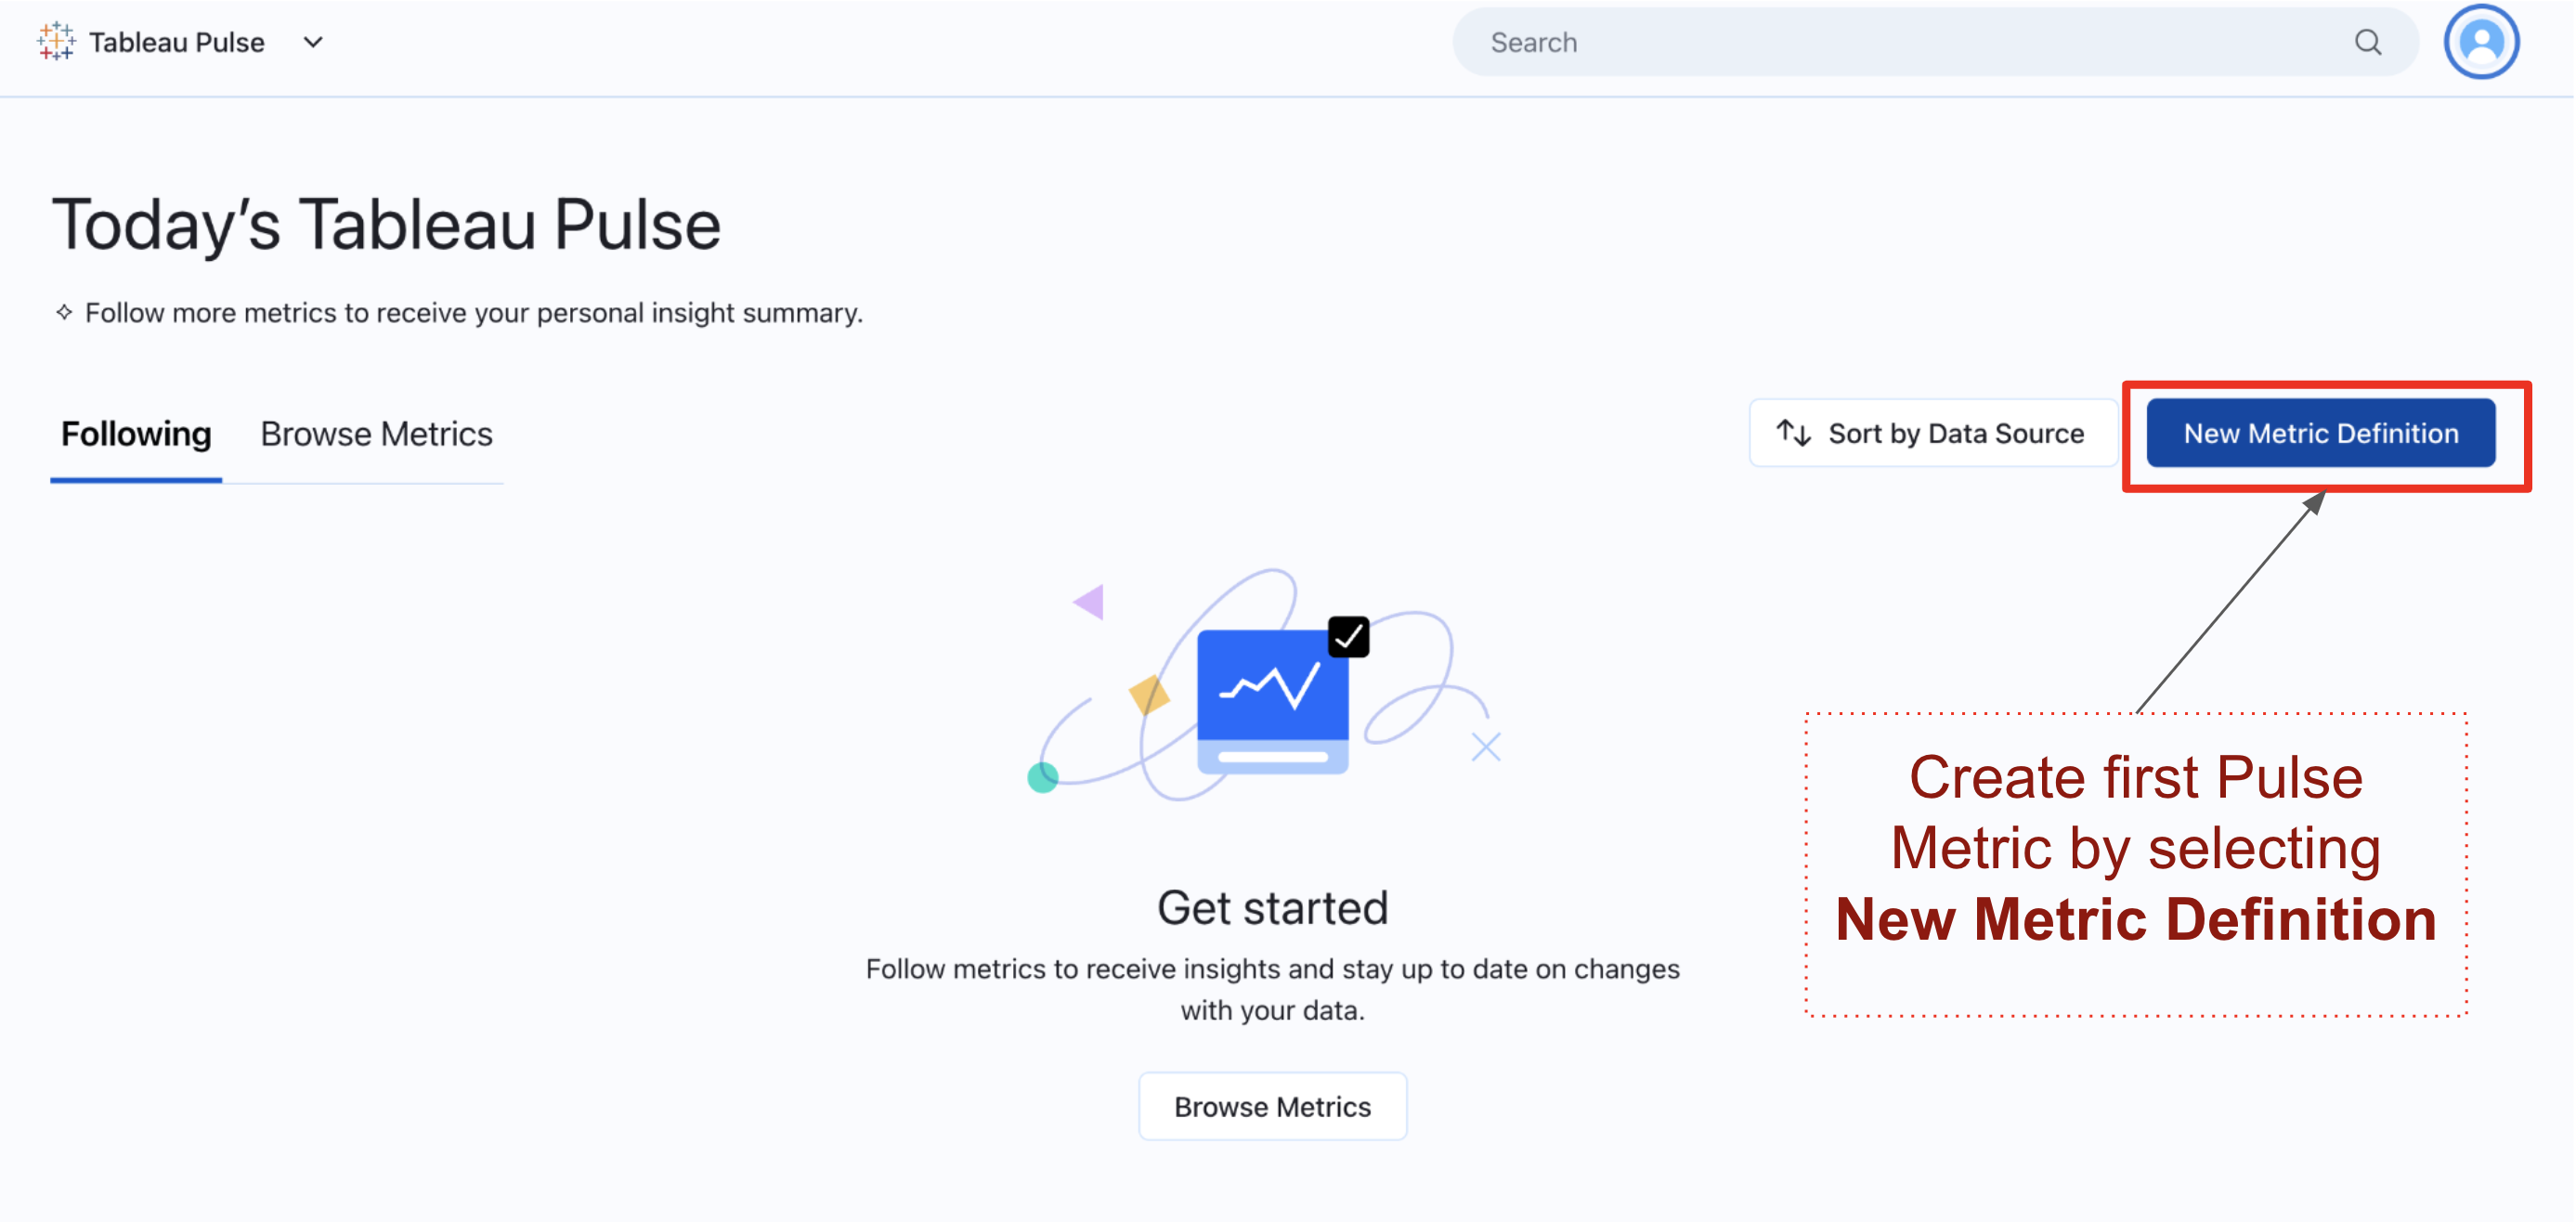 Tableau Pulse
Search
Today’s Tableau Pulse
Follow more metrics to receive your personal insight summary.
Following
Browse Metrics
Sort by Data Source
New Metric Definition
Create first Pulse
Metric by selecting
New Metric Definition
Get started
Follow metrics to receive insights and stay up to date on changes
with your data.
Browse Metrics